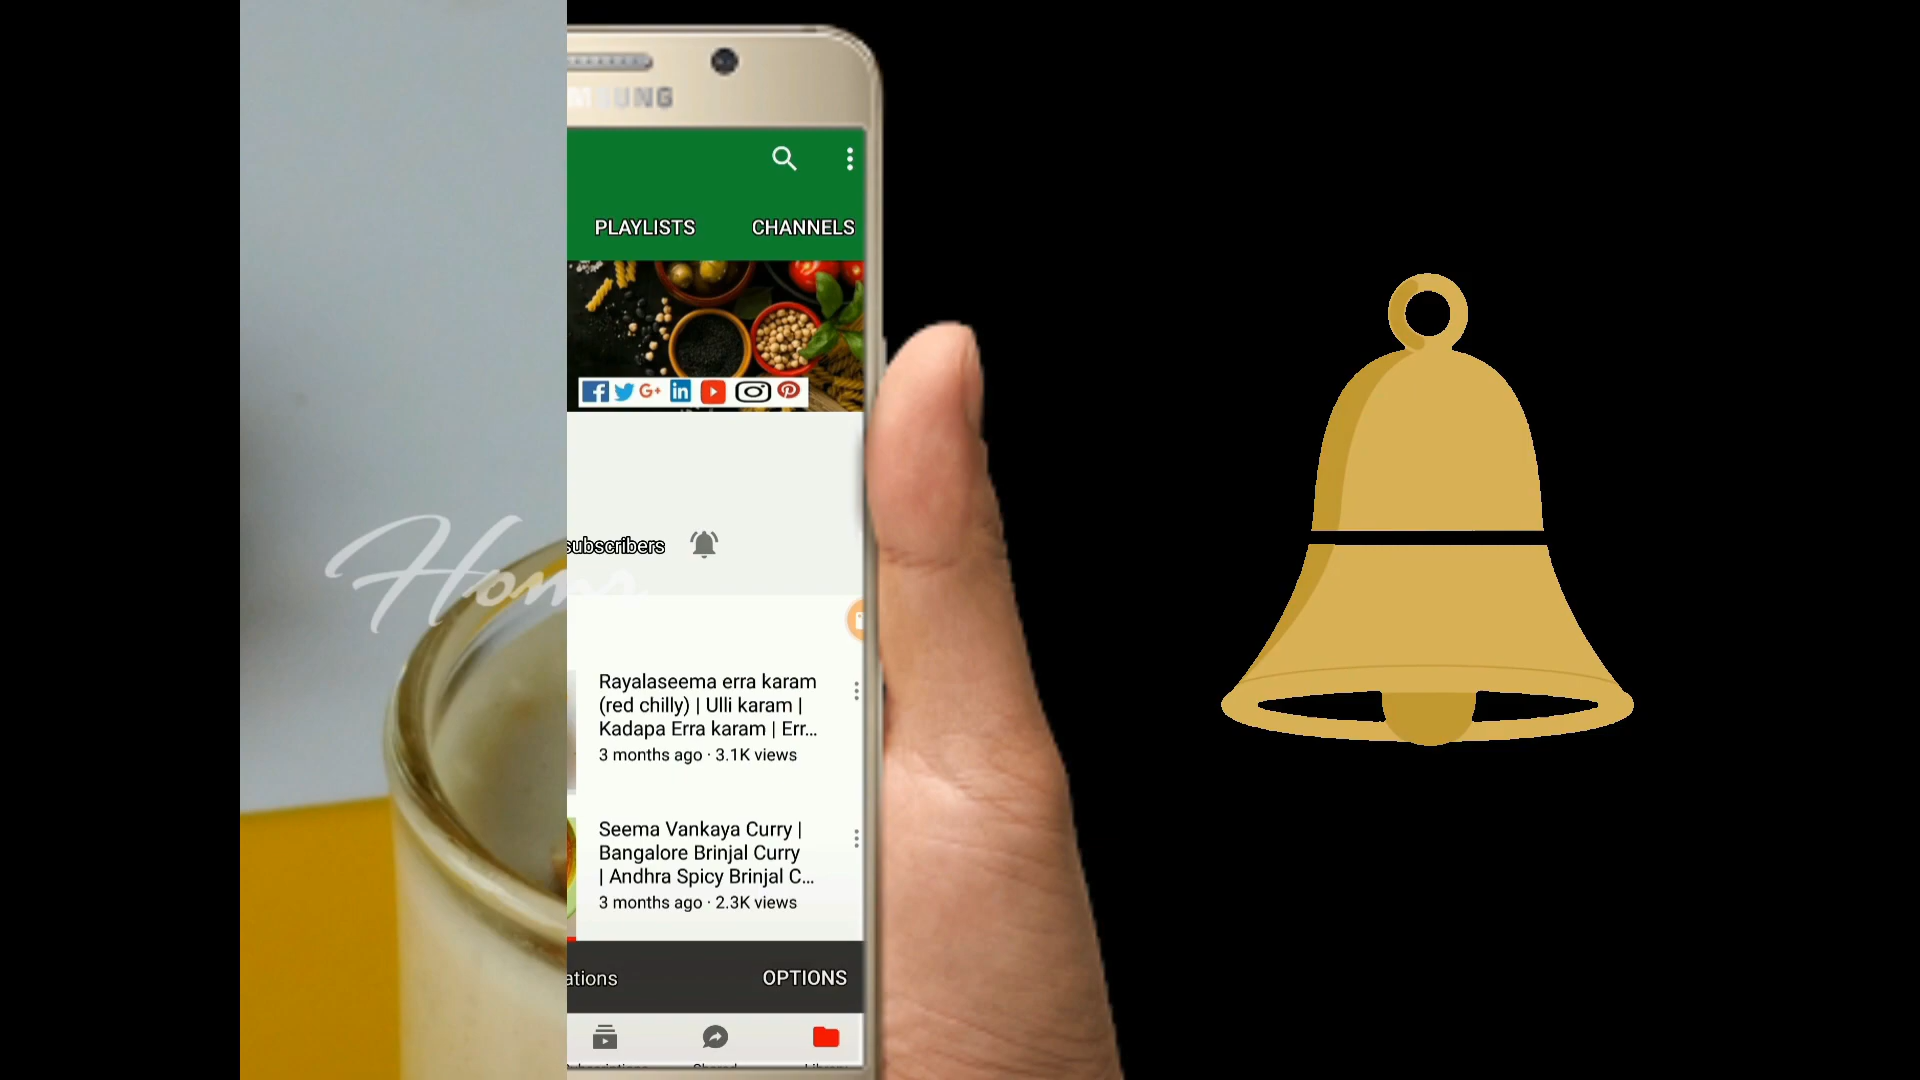 SUNG
PLAYLISTS CHANNELS
subscribers
Rayalaseema erra karam
(red chilly) | Ulli karam |
Kadapa Erra karam | Err...
3 months ago · 3.1K views
Seema Vankaya Curry |
Bangalore Brinjal Curry
| Andhra Spicy Brinjal C...
3 months ago · 2.3K views
ations OPTIONS